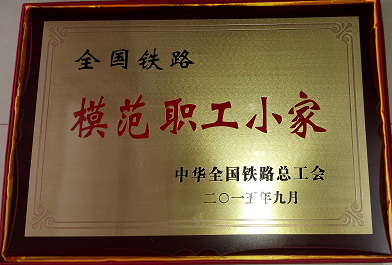 全国铁路
模范职工小家
中华全国铁路总工会
二〇一五年九月